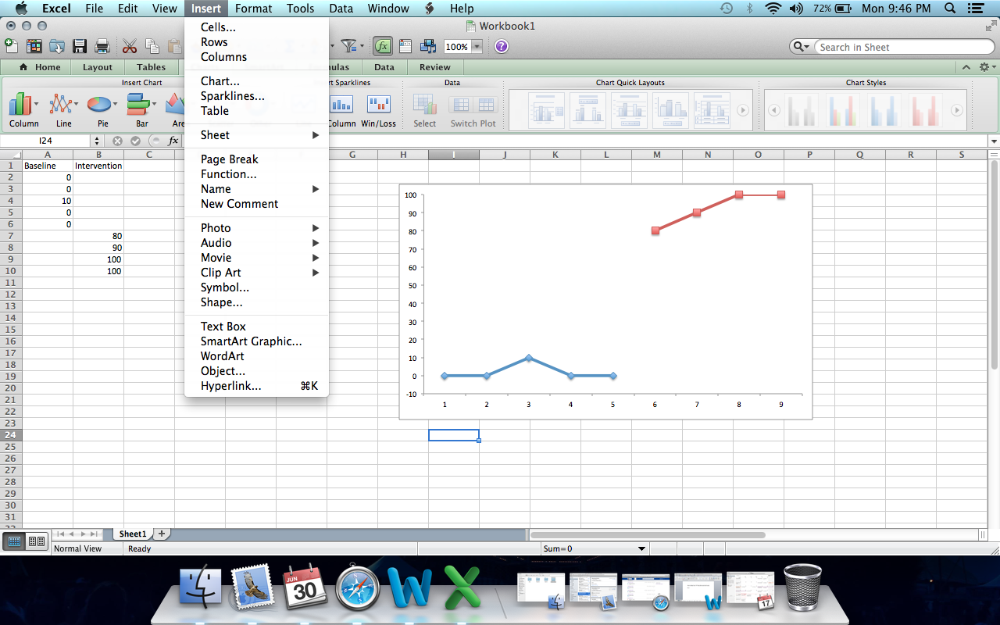 Excel File Edit View Insert Format Tools Data Window Help 72% Mon 9:46 PM
Workbook1
100% Search in Sheet
Home Layout Tables ulas Data Review
Insert Chart rt Sparklines Data Chart Quick Layouts Chart Styles
Column Line Pie Bar Are olumn Win/Loss Select Switch Plot
I24 fx
Cells...
Rows
Columns
Chart...
Sparklines...
Table
Sheet
Page Break
Function...
Name
New Comment
Photo
Audio
Movie
Clip Art
Symbol...
Shape...
Text Box
SmartArt Graphic...
WordArt
Object...
Hyperlink... ⌘K
A B C G H I J K L M N O P Q R S
1 Baseline Intervention
2 0
3 0
4 10
5 0
6 0
7 80
8 90
9 100
10 100
11
12
13
14
15
16
17
18
19
20
21
22
23
24
25
26
27
28
29
30
31
100
90
80
70
60
50
40
30
20
10
0
-10
1 2 3 4 5 6 7 8 9
Sheet1
Normal View Ready Sum=0
JUN
30
17